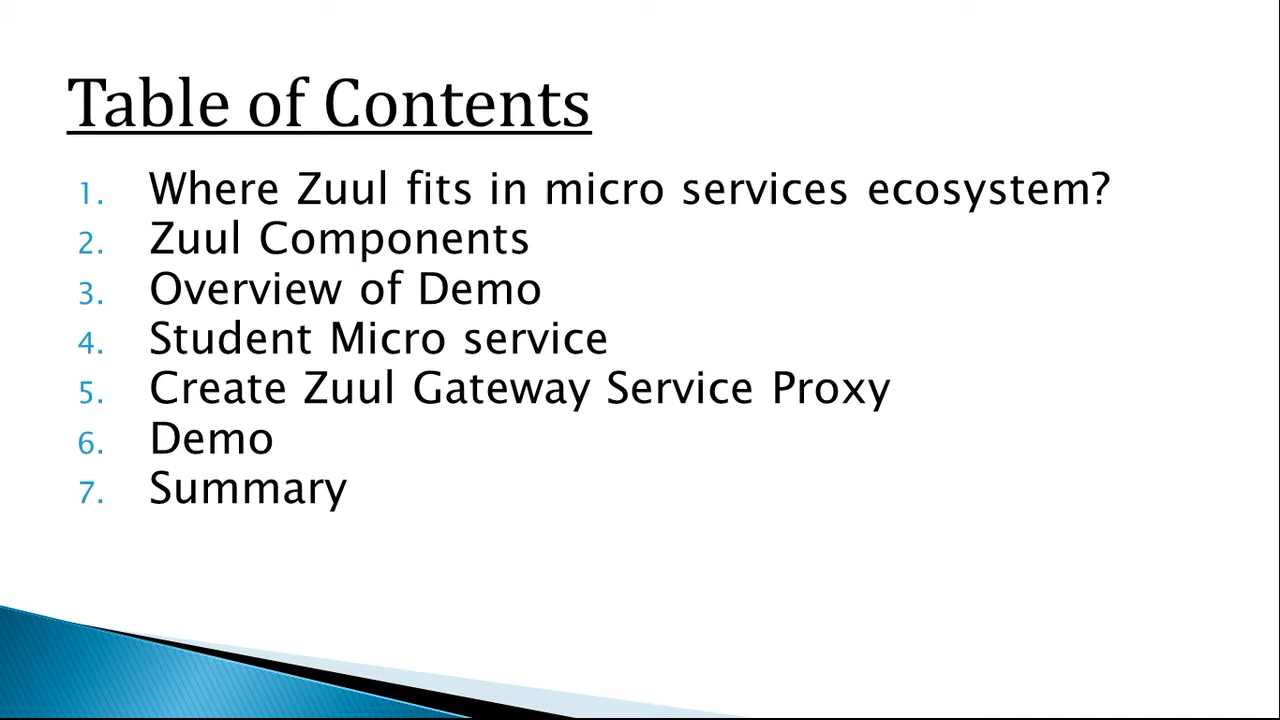 Table of Contents
1. Where Zuul fits in micro services ecosystem?
2. Zuul Components
3. Overview of Demo
4. Student Micro service
5. Create Zuul Gateway Service Proxy
6. Demo
7. Summary